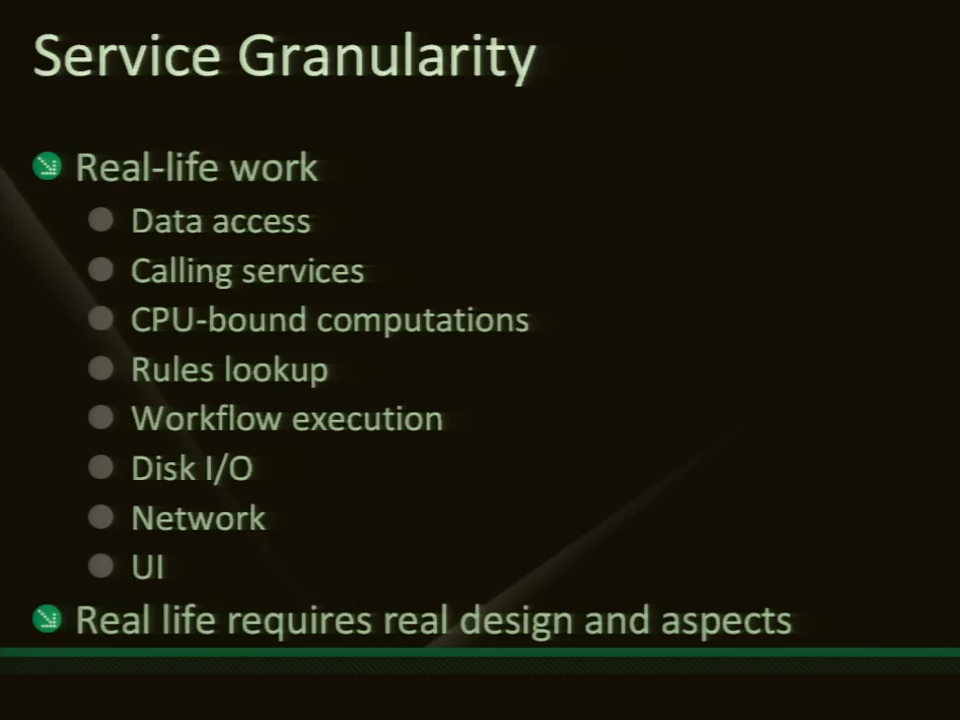 Service Granularity
Real-life work
Data access
Calling services
CPU-bound computations
Rules lookup
Workflow execution
Disk I/O
Network
UI
Real life requires real design and aspects